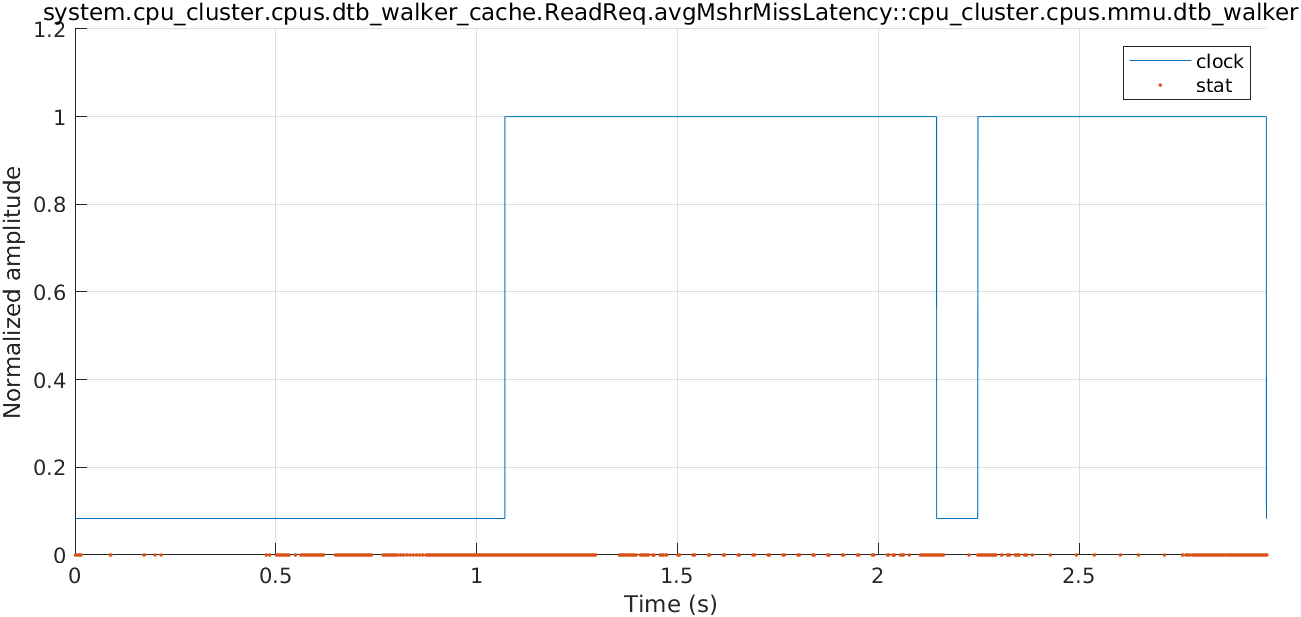 system.cpu_cluster.cpus.dtb_walker_cache.ReadReq.avgMshrMissLatency::cpu_cluster.cpus.mmu.dtb_walker
1.2
clock
stat
1
0.8
0.6
0.4
0.2
0
Normalized amplitude
0 0.5 1 1.5 2 2.5
Time (s)